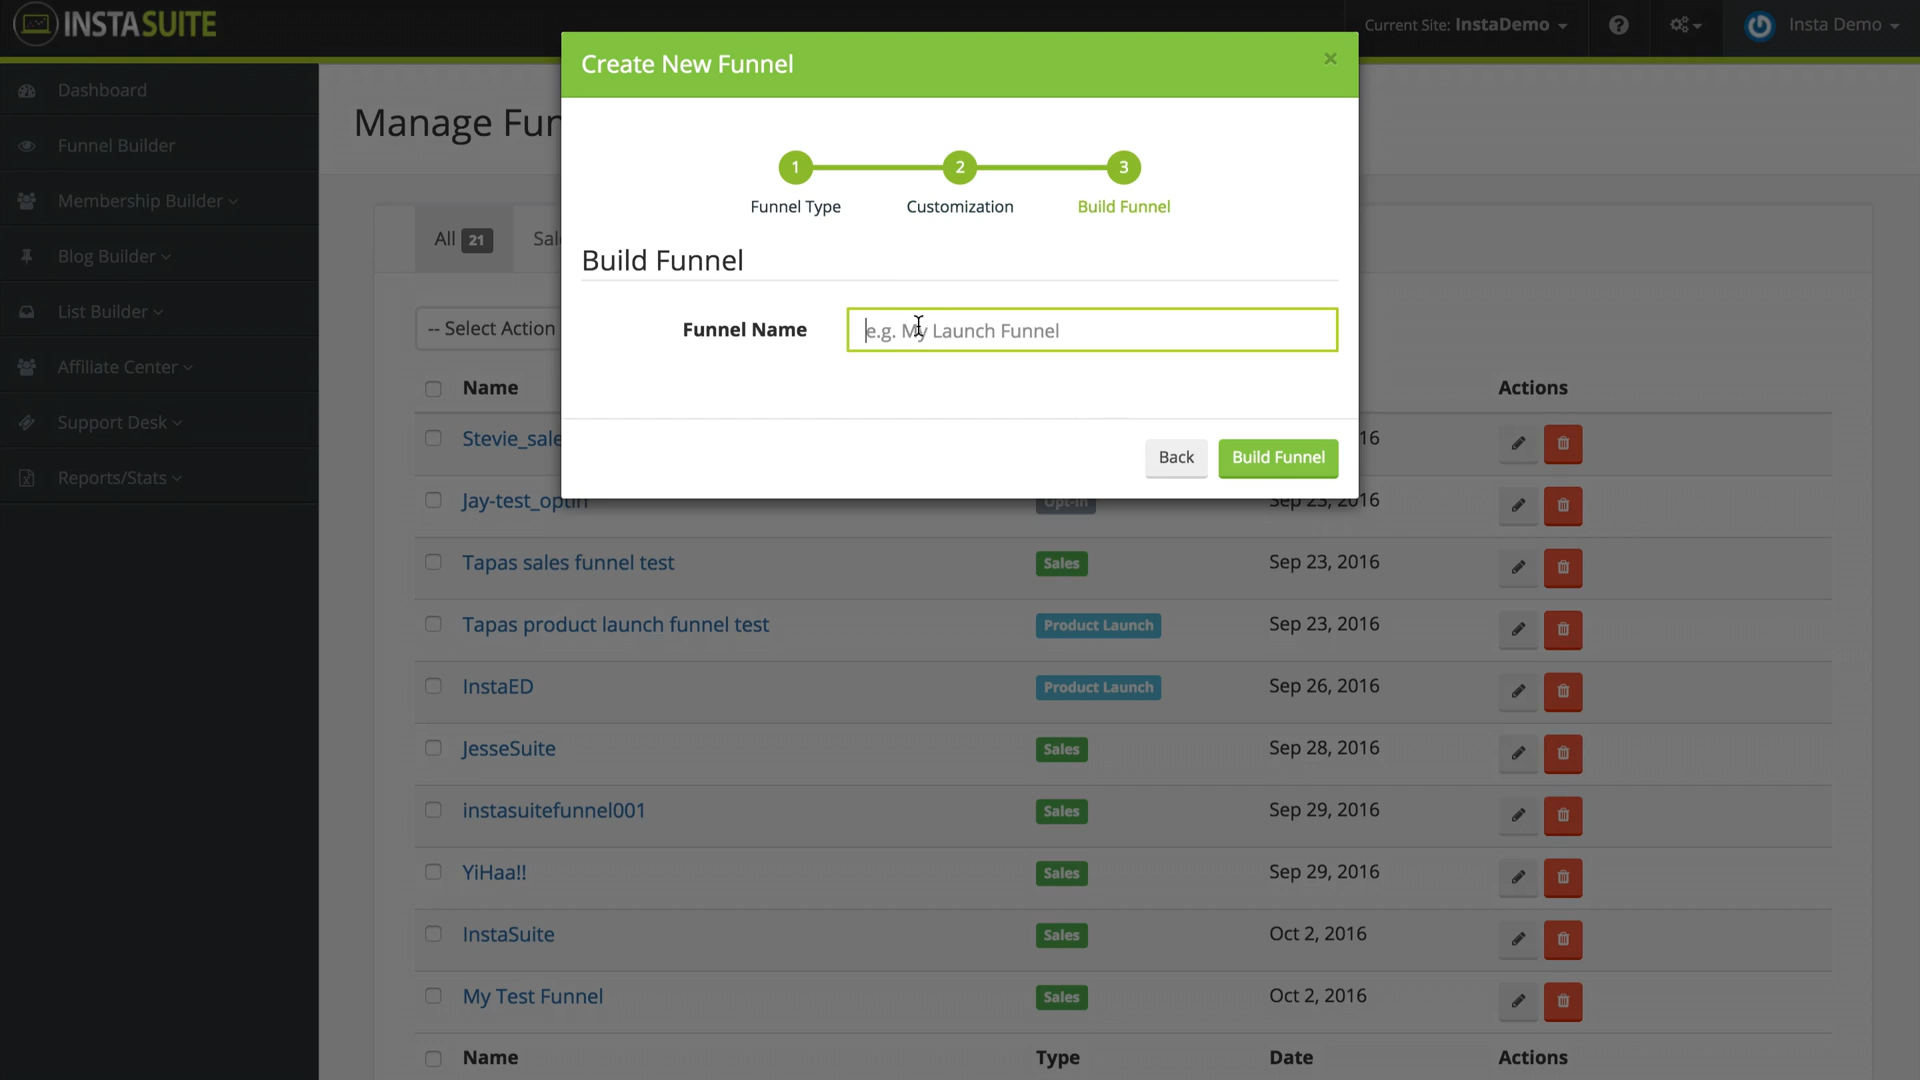 INSTASUITE
Current Site: InstaDemo
Insta Demo
Dashboard
Funnel Builder
Membership Builder
Blog Builder
List Builder
Affiliate Center
Support Desk
Reports/Stats
Manage Fun
All 21
Sal
-- Select Action
Create New Funnel
×
1 2 3
Funnel Type Customization Build Funnel
Build Funnel
Funnel Name e.g. My Launch Funnel
Back Build Funnel
Name Actions
Stevie_sale 16
Jay-test_optin Opt-In Sep 23, 2016
Tapas sales funnel test Sales Sep 23, 2016
Tapas product launch funnel test Product Launch Sep 23, 2016
InstaED Product Launch Sep 26, 2016
JesseSuite Sales Sep 28, 2016
instasuitefunnel001 Sales Sep 29, 2016
YiHaa!! Sales Sep 29, 2016
InstaSuite Sales Oct 2, 2016
My Test Funnel Sales Oct 2, 2016
Name Type Date Actions